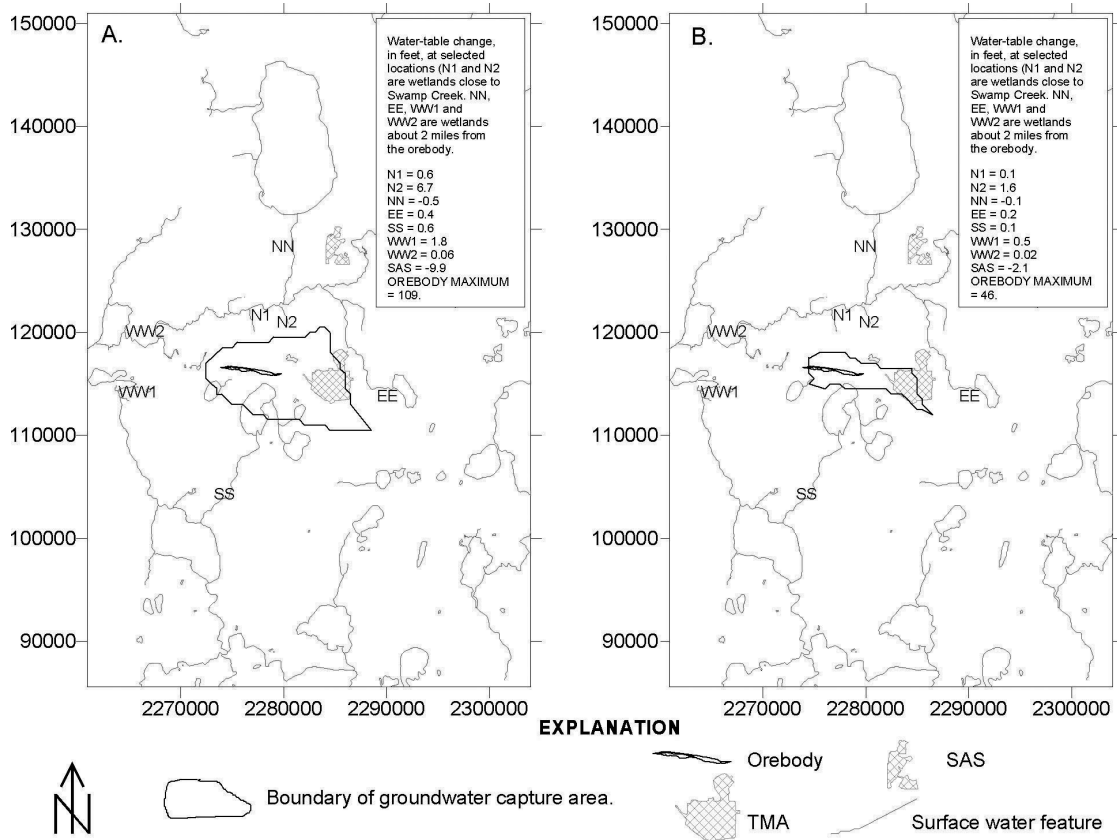 A.
Water-table change,
in feet, at selected
locations (N1 and N2
are wetlands close to
Swamp Creek. NN,
EE, WW1 and
WW2 are wetlands
about 2 miles from
the orebody.
N1 = 0.6
N2 = 6.7
NN = -0.5
EE = 0.4
SS = 0.6
WW1 = 1.8
WW2 = 0.06
SAS = -9.9
OREBODY MAXIMUM
= 109.
150000
140000
130000
120000
110000
100000
90000
NN
N1
N2
WW2
WW1
EE
SS
2270000 2280000 2290000 2300000
B.
Water-table change,
in feet, at selected
locations (N1 and N2
are wetlands close to
Swamp Creek. NN,
EE, WW1 and
WW2 are wetlands
about 2 miles from
the orebody.
N1 = 0.1
N2 = 1.6
NN = -0.1
EE = 0.2
SS = 0.1
WW1 = 0.5
WW2 = 0.02
SAS = -2.1
OREBODY MAXIMUM
= 46.
150000
140000
130000
120000
110000
100000
90000
NN
N1
N2
WW2
WW1
EE
SS
2270000 2280000 2290000 2300000
EXPLANATION
N
Boundary of groundwater capture area.
Orebody
SAS
TMA
Surface water feature